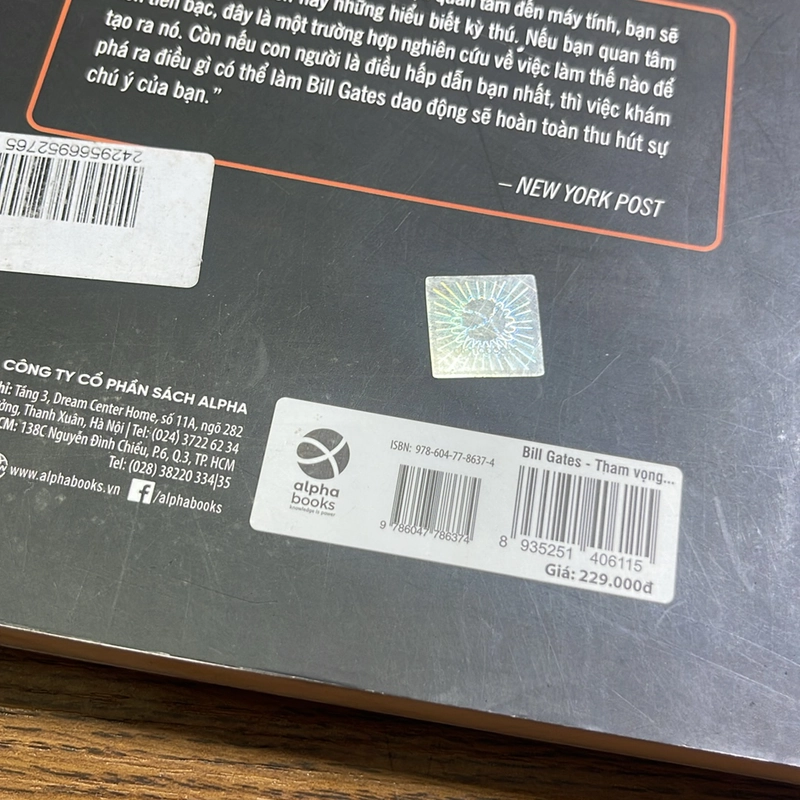 quan tâm đến máy tính, bạn sẽ
này những hiểu biết kỳ thú. Nếu bạn quan tâm
tiền bạc, đây là một trường hợp nghiên cứu về việc làm thế nào để
tạo ra nó. Còn nếu con người là điều hấp dẫn bạn nhất, thì việc khám
phá ra điều gì có thể làm Bill Gates dao động sẽ hoàn toàn thu hút sự
chú ý của bạn.”
– NEW YORK POST
2429566952765
CÔNG TY CỔ PHẦN SÁCH ALPHA
hỉ: Tầng 3, Dream Center Home, số 11A, ngõ 282
ởng, Thanh Xuân, Hà Nội | Tel: (024) 3722 62 34
CM: 138C Nguyễn Đình Chiểu, P.6, Q.3, TP. HCM
Tel: (028) 38220 334|35
www.alphabooks.vn f/alphabooks
alpha
books
knowledge is power
ISBN: 978-604-77-8637-4
9 786047 786374
Bill Gates - Tham vọng...
8 935251 406115
Giá: 229.000đ